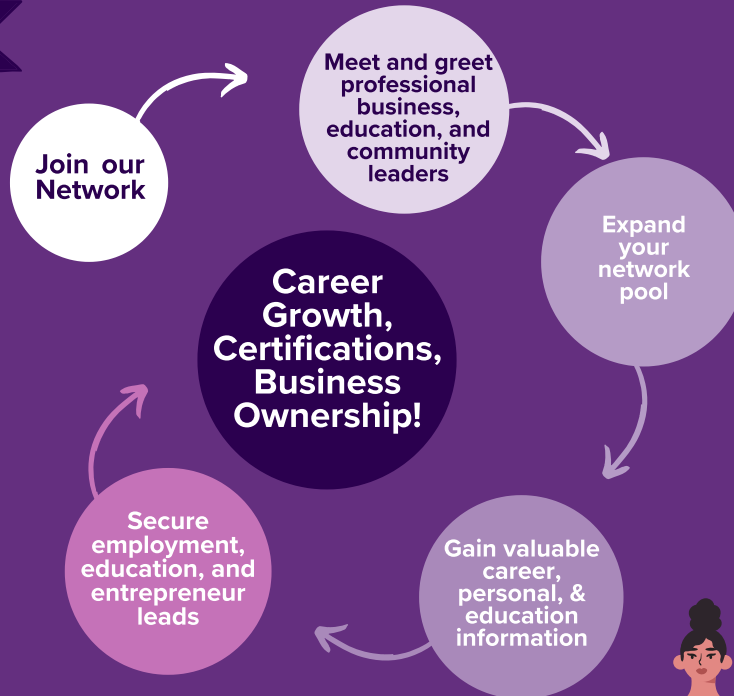 Join our
Network
Meet and greet
professional
business,
education, and
community
leaders
Expand
your
network
pool
Gain valuable
career,
personal, &
education
information
Secure
employment,
education, and
entrepreneur
leads
Career
Growth,
Certifications,
Business
Ownership!